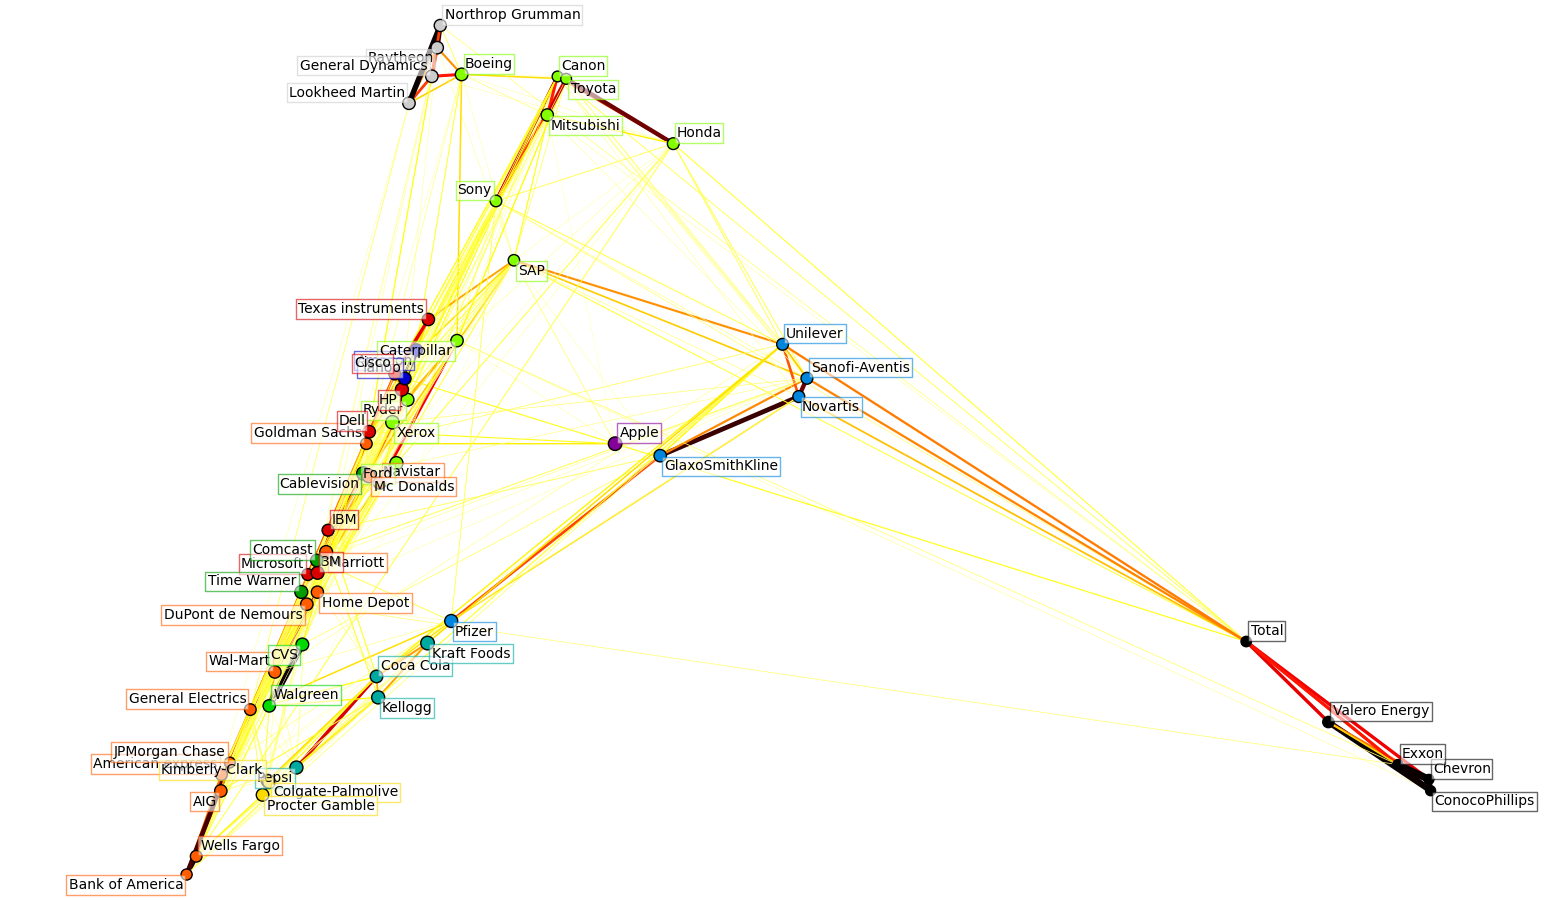 Northrop Grumman
Raytheon
General Dynamics
Boeing
Canon
Lookheed Martin
Toyota
Mitsubishi
Honda
Sony
SAP
Texas instruments
Unilever
Caterpillar
Cisco
Sanofi-Aventis
HP
Ryder
Novartis
Dell
Goldman Sachs
Xerox
Apple
GlaxoSmithKline
Navistar
Ford
Cablevision
Mc Donalds
IBM
Comcast
Microsoft
3M
Marriott
Time Warner
Home Depot
DuPont de Nemours
Pfizer
Total
Kraft Foods
CVS
Wal-Mart
Coca Cola
Walgreen
General Electrics
Kellogg
Valero Energy
JPMorgan Chase
American express
Kimberly-Clark
Pepsi
Exxon
Chevron
Colgate-Palmolive
AIG
Procter Gamble
ConocoPhillips
Wells Fargo
Bank of America